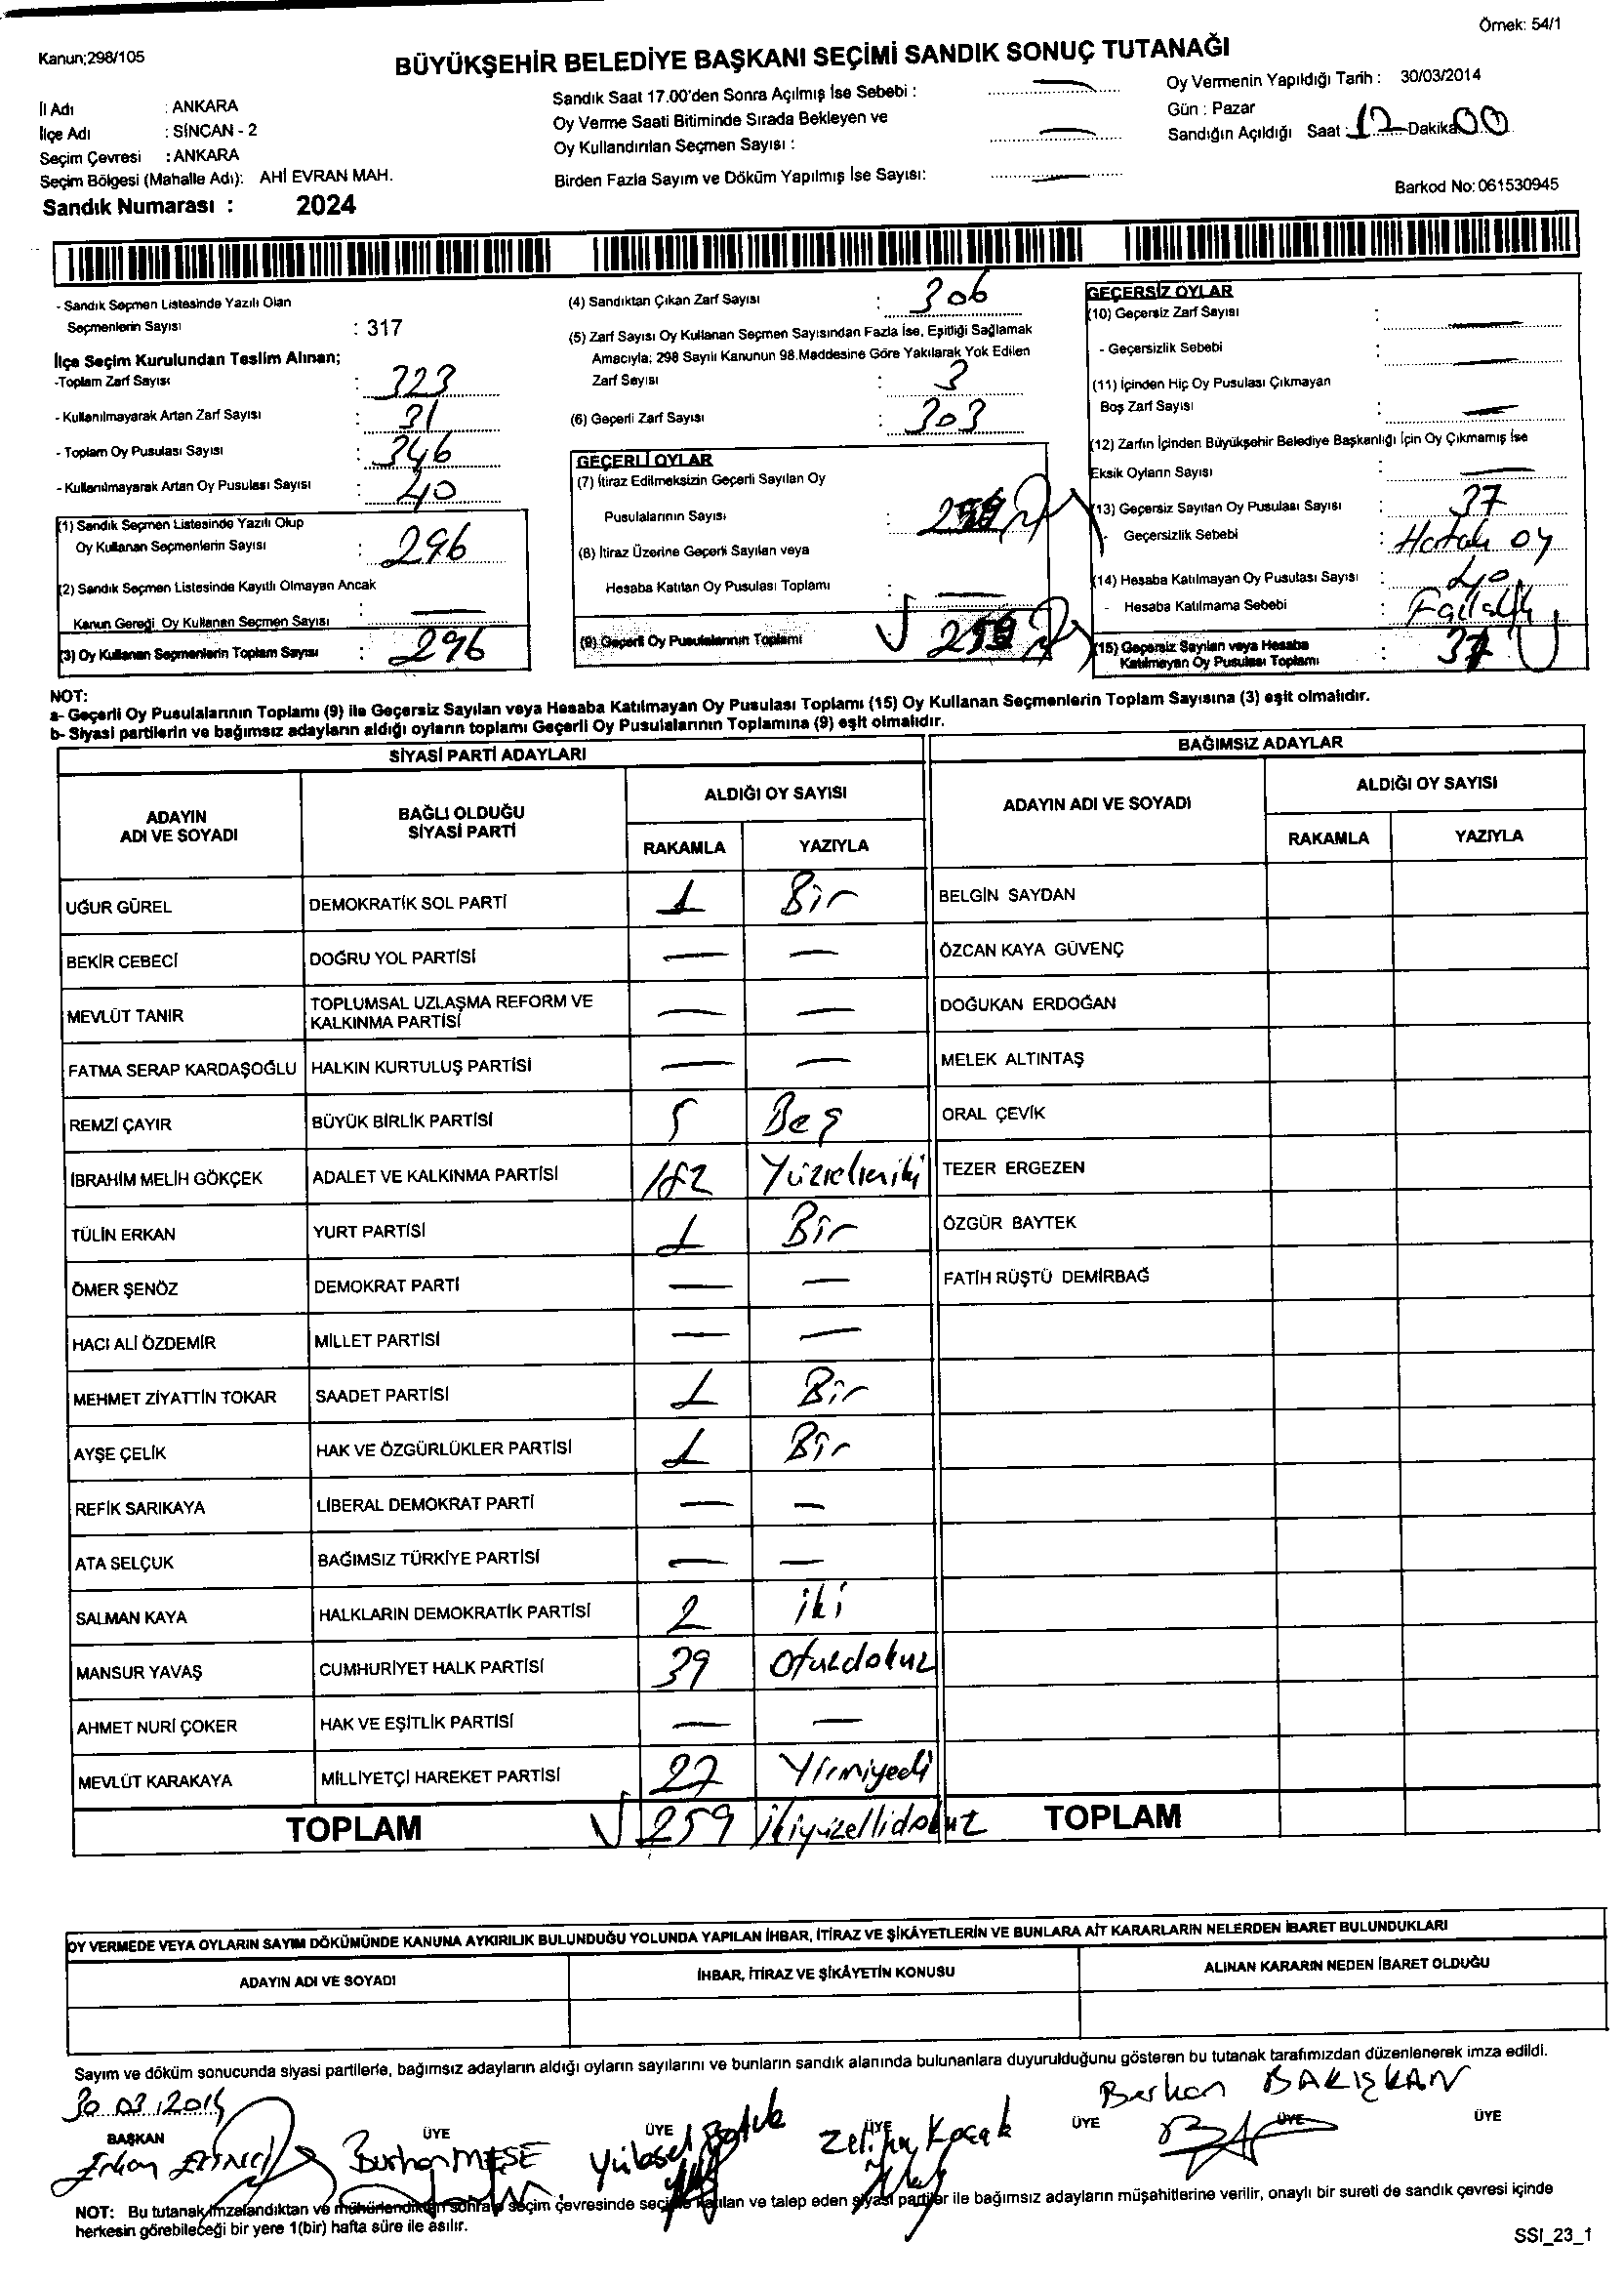 Örnek: 54/1
Kanun;298/105
BÜYÜKŞEHİR BELEDİYE BAŞKANI SEÇİMİ SANDIK SONUÇ TUTANAĞI
İl Adı : ANKARA
İlçe Adı : SİNCAN - 2
Seçim Çevresi : ANKARA
Seçim Bölgesi (Mahalle Adı): AHİ EVRAN MAH.
Sandık Numarası : 2024
Sandık Saat 17.00'den Sonra Açılmış İse Sebebi :
Oy Verme Saati Bitiminde Sırada Bekleyen ve
Oy Kullandırılan Seçmen Sayısı :
Birden Fazla Sayım ve Döküm Yapılmış İse Sayısı:
Oy Vermenin Yapıldığı Tarih : 30/03/2014
Gün : Pazar
Sandığın Açıldığı Saat : 12 Dakika 00
Barkod No: 061530945
- Sandık Seçmen Listesinde Yazılı Olan
Seçmenlerin Sayısı : 317
İlçe Seçim Kurulundan Teslim Alınan;
-Toplam Zarf Sayısı : 323
- Kullanılmayarak Artan Zarf Sayısı : 31
- Toplam Oy Pusulası Sayısı : 346
- Kullanılmayarak Artan Oy Pusulası Sayısı : 40
(1) Sandık Seçmen Listesinde Yazılı Olup
Oy Kullanan Seçmenlerin Sayısı : 296
(2) Sandık Seçmen Listesinde Kayıtlı Olmayan Ancak
Kanun Gereği Oy Kullanan Seçmen Sayısı :
(3) Oy Kullanan Seçmenlerin Toplam Sayısı : 296
(4) Sandıktan Çıkan Zarf Sayısı : 306
(5) Zarf Sayısı Oy Kullanan Seçmen Sayısından Fazla İse, Eşitliği Sağlamak
Amacıyla; 298 Sayılı Kanunun 98.Maddesine Göre Yakılarak Yok Edilen
Zarf Sayısı : 3
(6) Geçerli Zarf Sayısı : 303
GEÇERLİ OYLAR
(7) İtiraz Edilmeksizin Geçerli Sayılan Oy
Pusulalarının Sayısı : 259
(8) İtiraz Üzerine Geçerli Sayılan veya
Hesaba Katılan Oy Pusulası Toplamı :
(9) Geçerli Oy Pusulalarının Toplamı 259
GEÇERSİZ OYLAR
(10) Geçersiz Zarf Sayısı :
- Geçersizlik Sebebi :
(11) İçinden Hiç Oy Pusulası Çıkmayan
Boş Zarf Sayısı :
(12) Zarfın İçinden Büyükşehir Belediye Başkanlığı İçin Oy Çıkmamış İse
Eksik Oyların Sayısı :
(13) Geçersiz Sayılan Oy Pusulası Sayısı : 37
- Geçersizlik Sebebi : Hatalı oy
(14) Hesaba Katılmayan Oy Pusulası Sayısı : 40
- Hesaba Katılmama Sebebi :
(15) Geçersiz Sayılan veya Hesaba
Katılmayan Oy Pusulası Toplamı : 37
NOT:
a- Geçerli Oy Pusulalarının Toplamı (9) ile Geçersiz Sayılan veya Hesaba Katılmayan Oy Pusulası Toplamı (15) Oy Kullanan Seçmenlerin Toplam Sayısına (3) eşit olmalıdır.
b- Siyasi partilerin ve bağımsız adayların aldığı oyların toplamı Geçerli Oy Pusulalarının Toplamına (9) eşit olmalıdır.
SİYASİ PARTİ ADAYLARI BAĞIMSIZ ADAYLAR
ADAYIN ADI VE SOYADI BAĞLI OLDUĞU SİYASİ PARTİ ALDIĞI OY SAYISI ADAYIN ADI VE SOYADI ALDIĞI OY SAYISI
RAKAMLA YAZIYLA RAKAMLA YAZIYLA
UĞUR GÜREL DEMOKRATİK SOL PARTİ 1 Bir BELGİN SAYDAN
BEKİR CEBECİ DOĞRU YOL PARTİSİ — — ÖZCAN KAYA GÜVENÇ
MEVLÜT TANIR TOPLUMSAL UZLAŞMA REFORM VE KALKINMA PARTİSİ — — DOĞUKAN ERDOĞAN
FATMA SERAP KARDAŞOĞLU HALKIN KURTULUŞ PARTİSİ — — MELEK ALTINTAŞ
REMZİ ÇAYIR BÜYÜK BİRLİK PARTİSİ 5 Beş ORAL ÇEVİK
İBRAHİM MELİH GÖKÇEK ADALET VE KALKINMA PARTİSİ 182 Yüzsekseniki TEZER ERGEZEN
TÜLİN ERKAN YURT PARTİSİ 1 Bir ÖZGÜR BAYTEK
ÖMER ŞENÖZ DEMOKRAT PARTİ — — FATİH RÜŞTÜ DEMİRBAĞ
HACI ALİ ÖZDEMİR MİLLET PARTİSİ — —
MEHMET ZİYATTİN TOKAR SAADET PARTİSİ 1 Bir
AYŞE ÇELİK HAK VE ÖZGÜRLÜKLER PARTİSİ 1 Bir
REFİK SARIKAYA LİBERAL DEMOKRAT PARTİ — —
ATA SELÇUK BAĞIMSIZ TÜRKİYE PARTİSİ — —
SALMAN KAYA HALKLARIN DEMOKRATİK PARTİSİ 2 iki
MANSUR YAVAŞ CUMHURİYET HALK PARTİSİ 39 Otuzdokuz
AHMET NURİ ÇOKER HAK VE EŞİTLİK PARTİSİ — —
MEVLÜT KARAKAYA MİLLİYETÇİ HAREKET PARTİSİ 27 Yirmiyedi
TOPLAM 259 İkiyüzellidokuz TOPLAM
OY VERMEDE VEYA OYLARIN SAYIM DÖKÜMÜNDE KANUNA AYKIRILIK BULUNDUĞU YOLUNDA YAPILAN İHBAR, İTİRAZ VE ŞİKÂYETLERİN VE BUNLARA AİT KARARLARIN NELERDEN İBARET BULUNDUKLARI
ADAYIN ADI VE SOYADI İHBAR, İTİRAZ VE ŞİKÂYETİN KONUSU ALINAN KARARIN NEDEN İBARET OLDUĞU
Sayım ve döküm sonucunda siyasi partilerle, bağımsız adayların aldığı oyların sayılarını ve bunların sandık alanında bulunanlara duyurulduğunu gösteren bu tutanak tarafımızdan düzenlenerek imza edildi.
30.03.2014 Berkan BAKIŞKAN
BAŞKAN ÜYE ÜYE ÜYE ÜYE ÜYE ÜYE
Burhan MEŞE Yüksel Zeliha Koçak
NOT: Bu tutanak imzalandıktan ve mühürlendikten sonra seçim çevresinde seçime katılan ve talep eden siyasi partiler ile bağımsız adayların müşahitlerine verilir, onaylı bir sureti de sandık çevresi içinde
herkesin görebileceği bir yere 1(bir) hafta süre ile asılır.
SSI_23_1